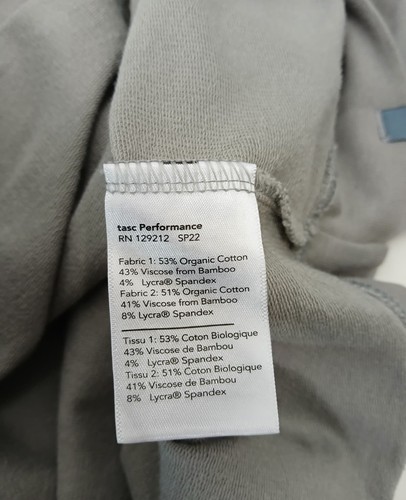 tasc Performance
RN 129212 SP22
Fabric 1: 53% Organic Cotton
43% Viscose from Bamboo
4% Lycra® Spandex
Fabric 2: 51% Organic Cotton
41% Viscose from Bamboo
8% Lycra® Spandex
Tissu 1: 53% Coton Biologique
43% Viscose de Bambou
4% Lycra® Spandex
Tissu 2: 51% Coton Biologique
41% Viscose de Bambou
8% Lycra® Spandex